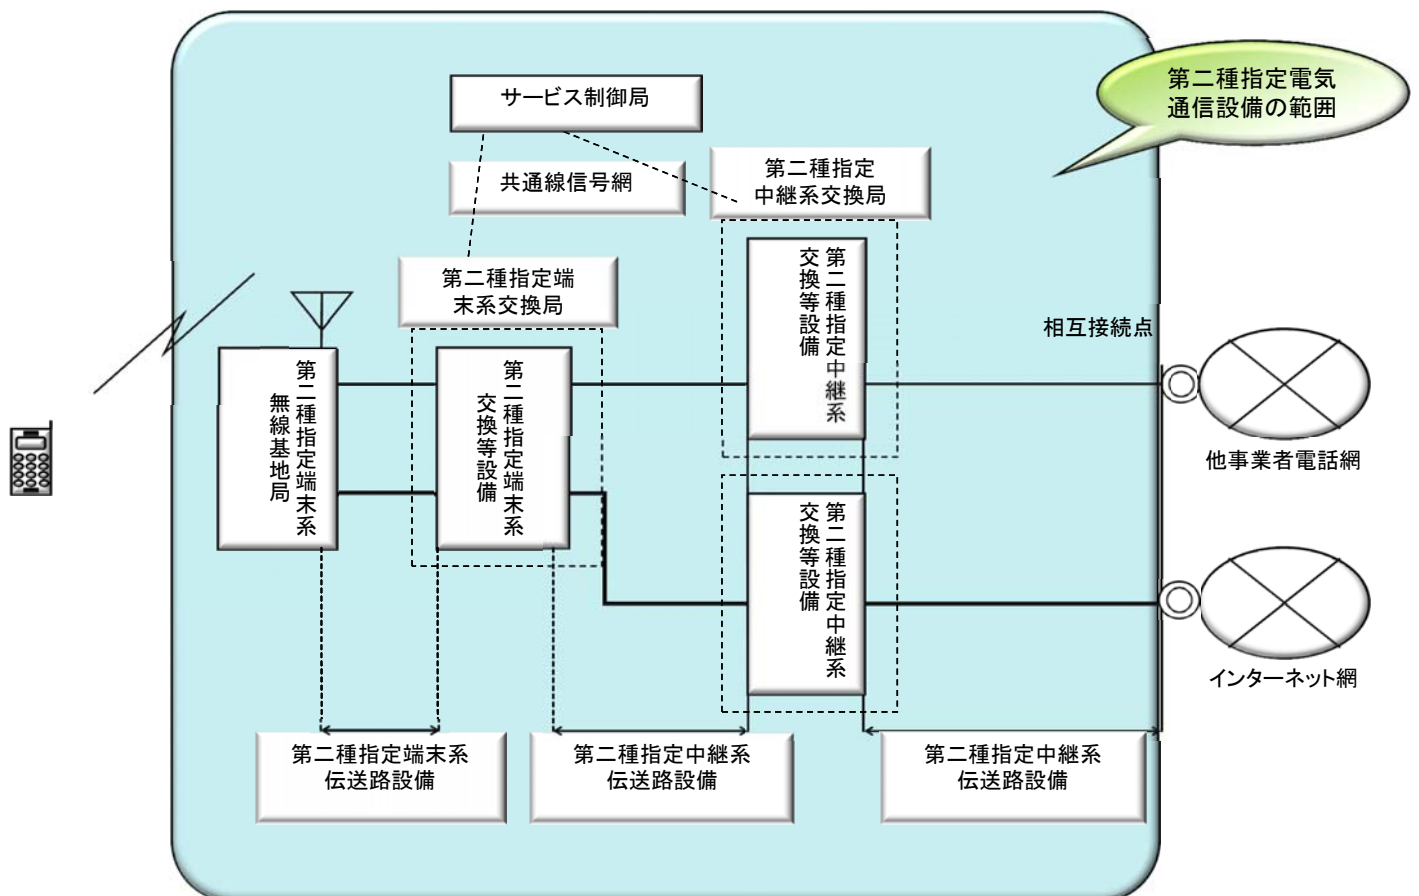 第二種指定電気
通信設備の範囲
サービス制御局
共通線信号網
第二種指定
中継系交換局
第二種指定端
末系交換局
第二種指定中継系
交換等設備
相互接続点
第二種指定端末系
無線基地局
第二種指定端末系
交換等設備
他事業者電話網
第二種指定中継系
交換等設備
インターネット網
第二種指定端末系
伝送路設備
第二種指定中継系
伝送路設備
第二種指定中継系
伝送路設備